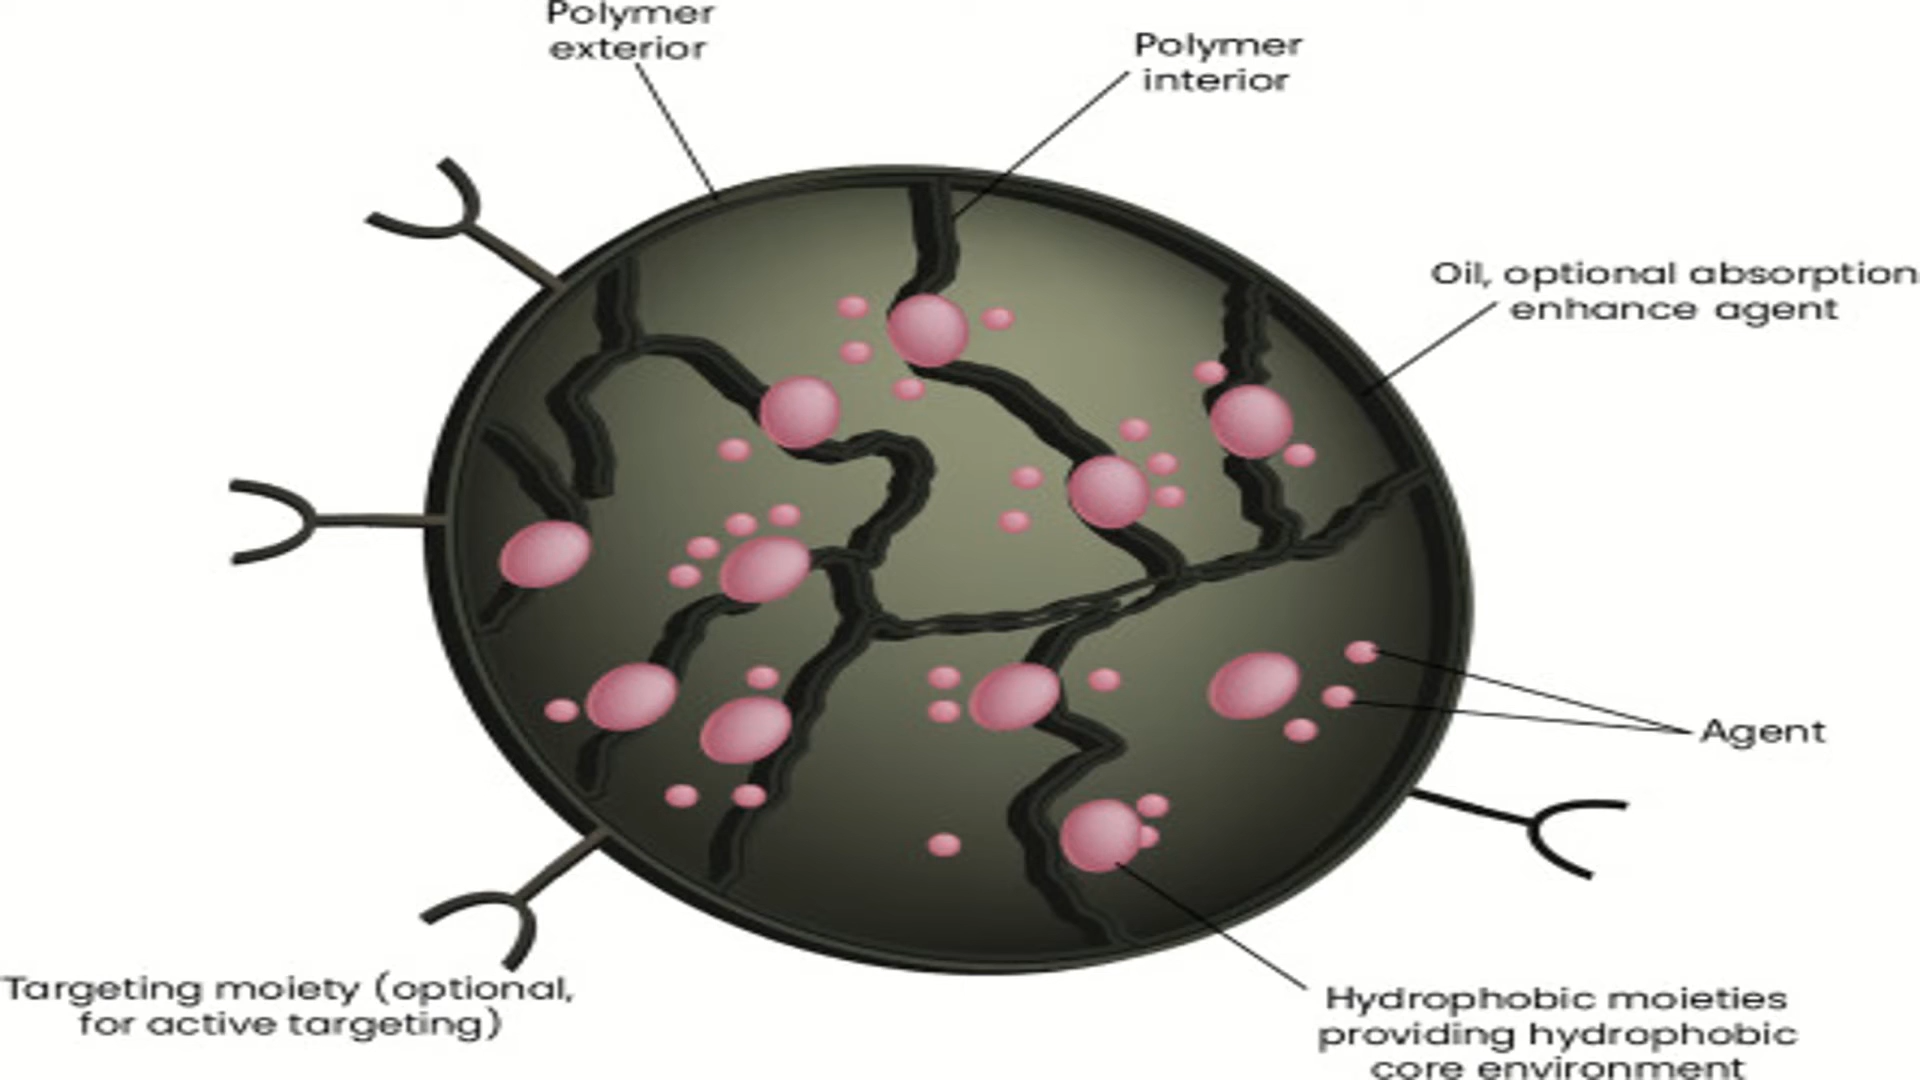 Polymer
exterior
Polymer
interior
Oil, optional absorption
enhance agent
Agent
Targeting moiety (optional,
for active targeting)
Hydrophobic moieties
providing hydrophobic
core environment